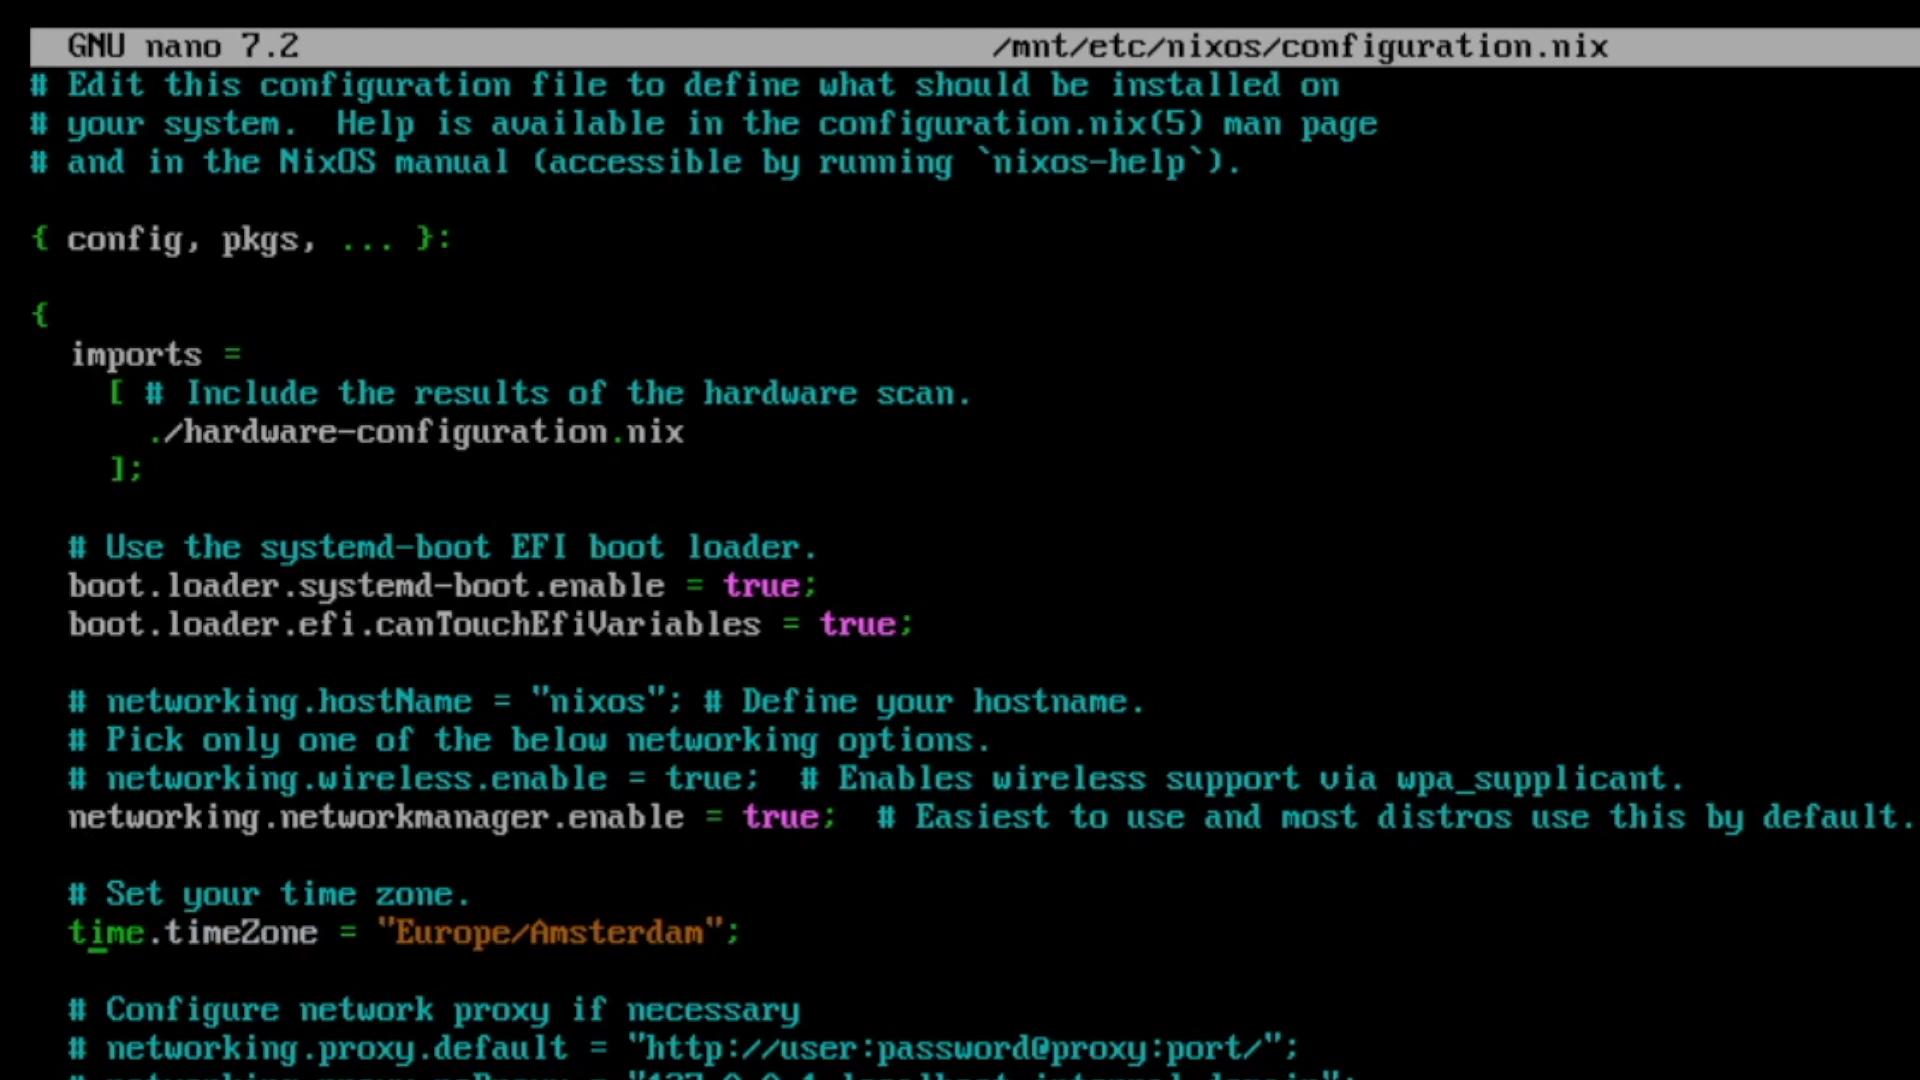 GNU nano 7.2 /mnt/etc/nixos/configuration.nix
# Edit this configuration file to define what should be installed on
# your system.  Help is available in the configuration.nix(5) man page
# and in the NixOS manual (accessible by running `nixos-help`).
{ config, pkgs, ... }:
{
imports =
[ # Include the results of the hardware scan.
./hardware-configuration.nix
];
# Use the systemd-boot EFI boot loader.
boot.loader.systemd-boot.enable = true;
boot.loader.efi.canTouchEfiVariables = true;
# networking.hostName = "nixos"; # Define your hostname.
# Pick only one of the below networking options.
# networking.wireless.enable = true;  # Enables wireless support via wpa_supplicant.
networking.networkmanager.enable = true;  # Easiest to use and most distros use this by default.
# Set your time zone.
time.timeZone = "Europe/Amsterdam";
# Configure network proxy if necessary
# networking.proxy.default = "http://user:password@proxy:port/";